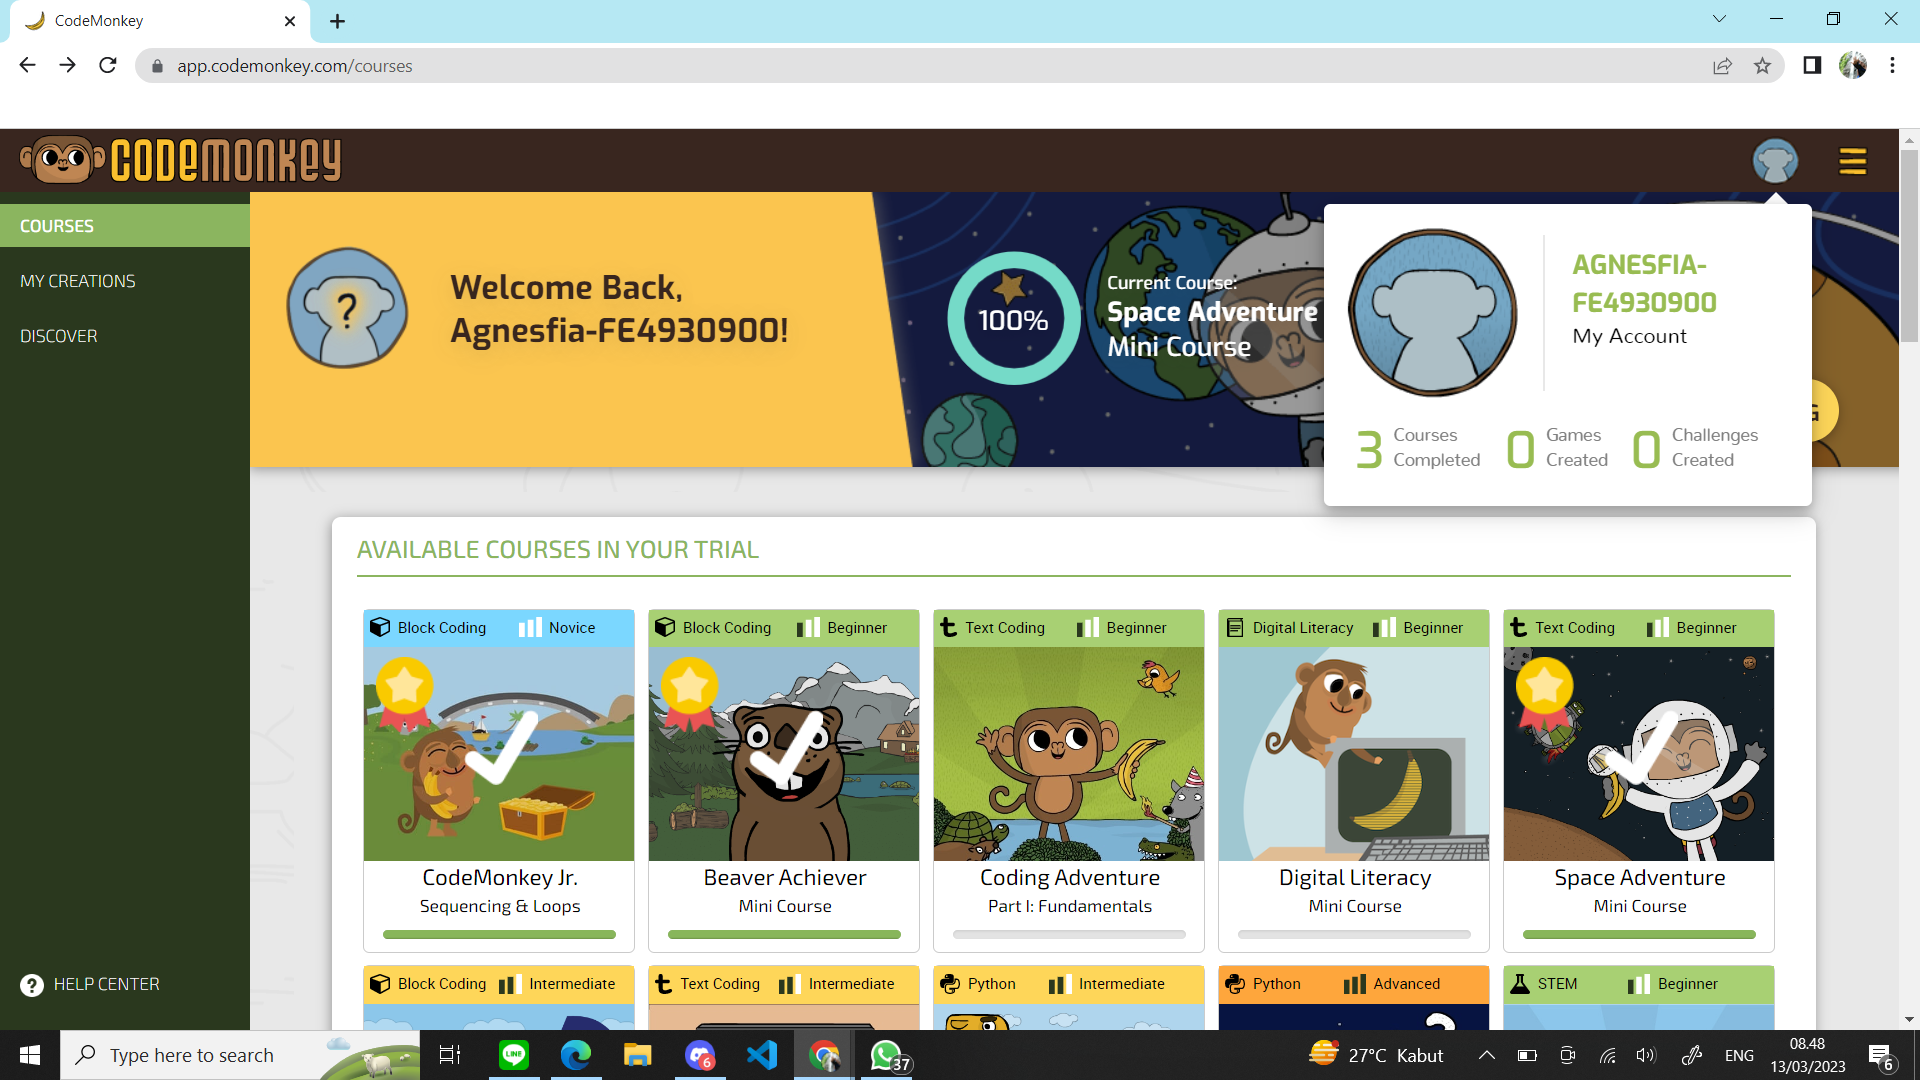 CodeMonkey
app.codemonkey.com/courses
CODEMONKEY
COURSES
MY CREATIONS
DISCOVER
HELP CENTER
?
Welcome Back,
Agnesfia-FE4930900!
100%
Current Course:
Space Adventure
Mini Course
AGNESFIA-
FE4930900
My Account
3 Courses Completed
0 Games Created
0 Challenges Created
AVAILABLE COURSES IN YOUR TRIAL
Block Coding Novice
CodeMonkey Jr.
Sequencing & Loops
Block Coding Beginner
Beaver Achiever
Mini Course
Text Coding Beginner
Coding Adventure
Part I: Fundamentals
Digital Literacy Beginner
Digital Literacy
Mini Course
Text Coding Beginner
Space Adventure
Mini Course
Block Coding Intermediate
Text Coding Intermediate
Python Intermediate
Python Advanced
STEM Beginner
Type here to search
LINE
6
37
27°C Kabut
ENG
08.48
13/03/2023
6